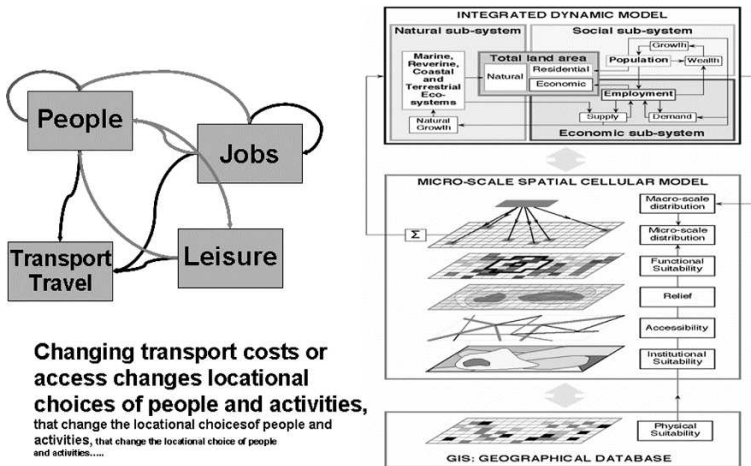 People
Jobs
Transport
Travel
Leisure
Changing transport costs or
access changes locational
choices of people and activities,
that change the locational choicesof people and
activities, that change the locational choice of people
and activities.....
INTEGRATED DYNAMIC MODEL
Natural sub-system
Social sub-system
Marine,
Reverine,
Coastal
and
Terrestrial
Eco-
systems
Natural
Growth
Total land area
Natural
Residential
Economic
Growth
Population
Wealth
Employment
Supply
Demand
Economic sub-system
MICRO-SCALE SPATIAL CELLULAR MODEL
Σ
Macro-scale
distribution
Micro-scale
distribution
Functional
Suitability
Relief
Accessibility
Institutional
Suitability
Physical
Suitability
GIS: GEOGRAPHICAL DATABASE